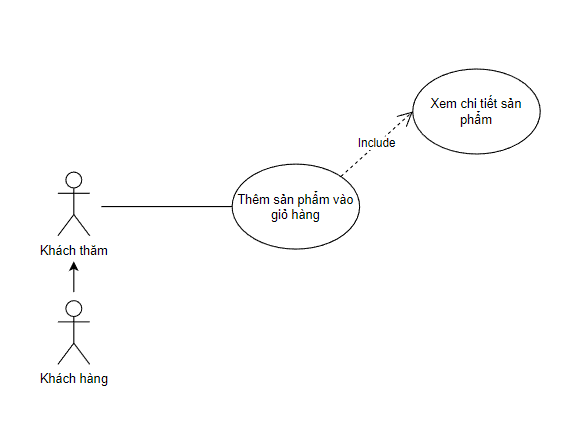 Xem chi tiết sản
phẩm
Include
Thêm sản phẩm vào
giỏ hàng
Khách thăm
Khách hàng